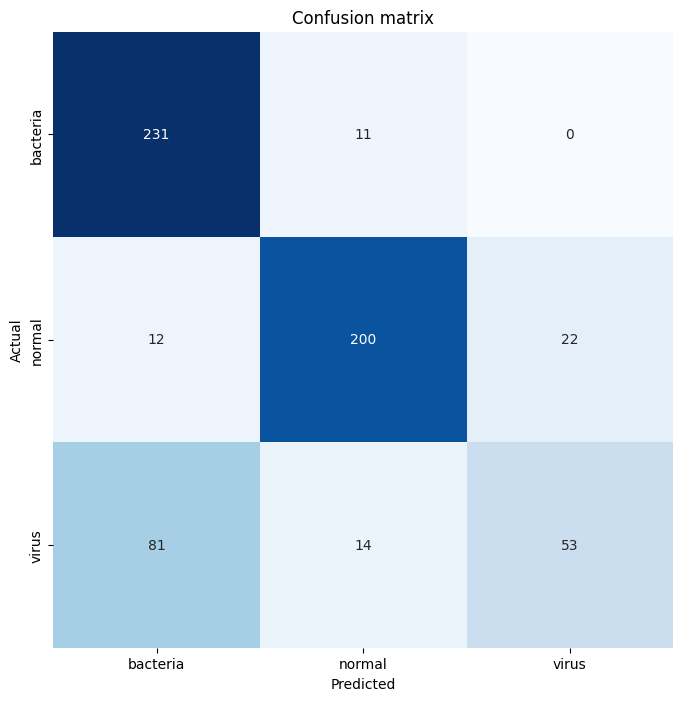 Confusion matrix
bacteria
231 11 0
Actual
normal
12 200 22
virus
81 14 53
bacteria normal virus
Predicted